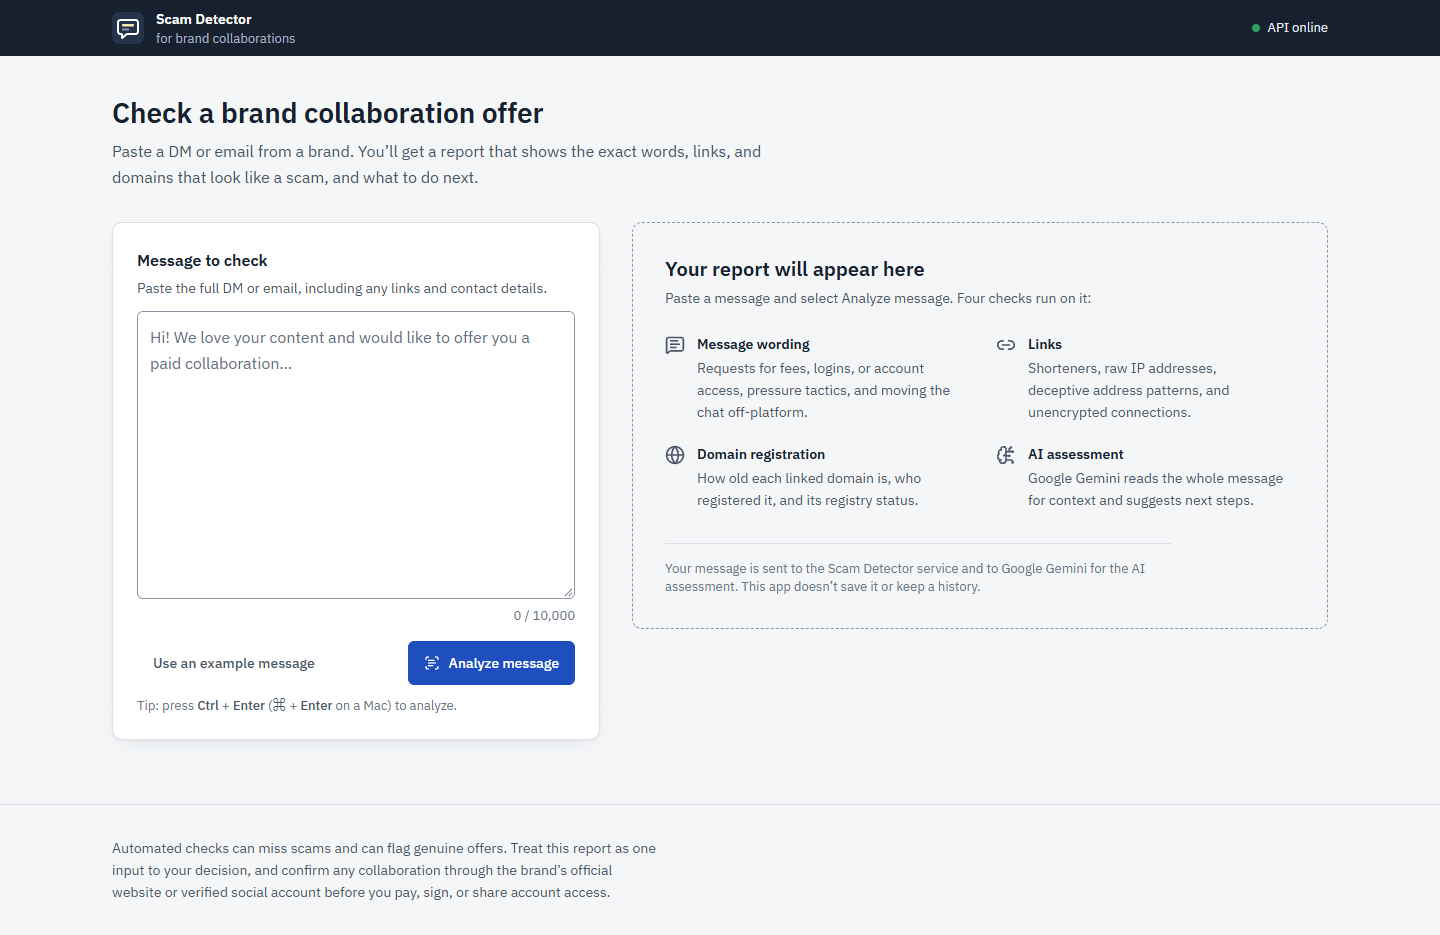 Scam Detector
for brand collaborations
API online
Check a brand collaboration offer
Paste a DM or email from a brand. You’ll get a report that shows the exact words, links, and
domains that look like a scam, and what to do next.
Message to check
Paste the full DM or email, including any links and contact details.
Hi! We love your content and would like to offer you a
paid collaboration…
0 / 10,000
Use an example message
Analyze message
Tip: press Ctrl + Enter (⌘ + Enter on a Mac) to analyze.
Your report will appear here
Paste a message and select Analyze message. Four checks run on it:
Message wording
Requests for fees, logins, or account
access, pressure tactics, and moving the
chat off-platform.
Links
Shorteners, raw IP addresses,
deceptive address patterns, and
unencrypted connections.
Domain registration
How old each linked domain is, who
registered it, and its registry status.
AI assessment
Google Gemini reads the whole message
for context and suggests next steps.
Your message is sent to the Scam Detector service and to Google Gemini for the AI
assessment. This app doesn’t save it or keep a history.
Automated checks can miss scams and can flag genuine offers. Treat this report as one
input to your decision, and confirm any collaboration through the brand’s official
website or verified social account before you pay, sign, or share account access.